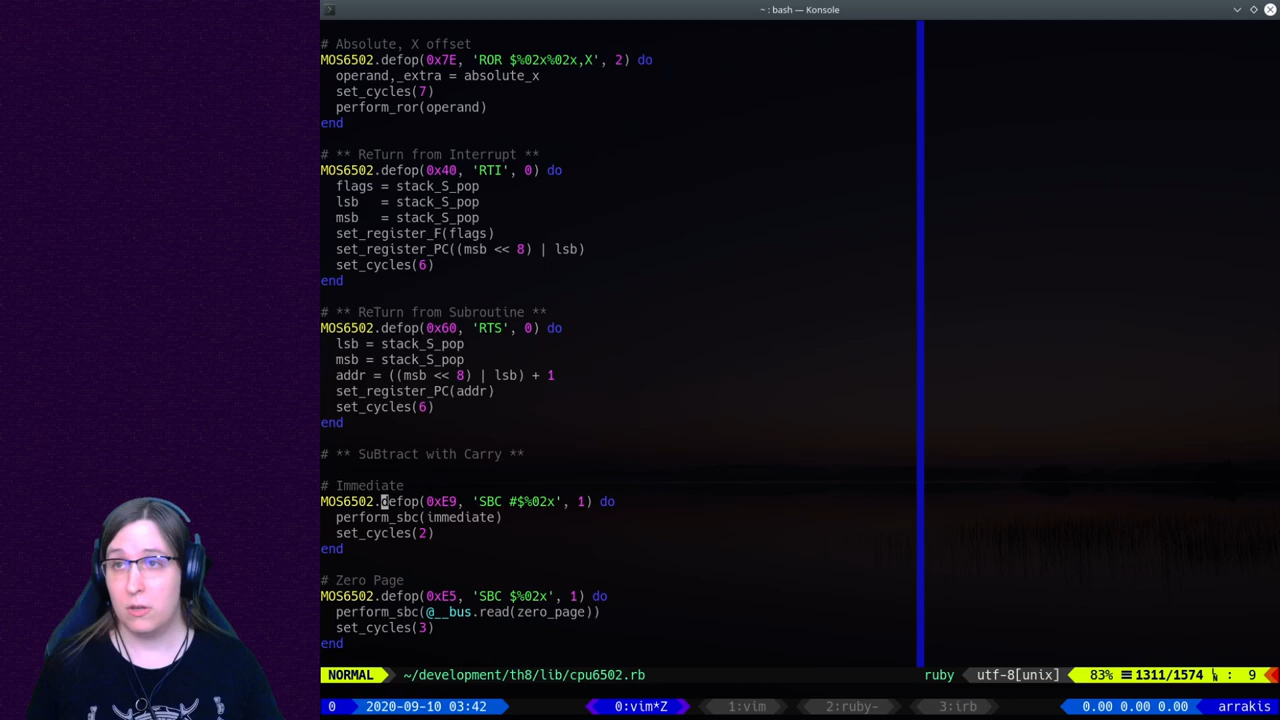 ~ : bash — Konsole
# Absolute, X offset
MOS6502.defop(0x7E, 'ROR $%02x%02x,X', 2) do
  operand,_extra = absolute_x
  set_cycles(7)
  perform_ror(operand)
end
# ** ReTurn from Interrupt **
MOS6502.defop(0x40, 'RTI', 0) do
  flags = stack_S_pop
  lsb   = stack_S_pop
  msb   = stack_S_pop
  set_register_F(flags)
  set_register_PC((msb << 8) | lsb)
  set_cycles(6)
end
# ** ReTurn from Subroutine **
MOS6502.defop(0x60, 'RTS', 0) do
  lsb = stack_S_pop
  msb = stack_S_pop
  addr = ((msb << 8) | lsb) + 1
  set_register_PC(addr)
  set_cycles(6)
end
# ** SuBtract with Carry **
# Immediate
MOS6502.defop(0xE9, 'SBC #$%02x', 1) do
  perform_sbc(immediate)
  set_cycles(2)
end
# Zero Page
MOS6502.defop(0xE5, 'SBC $%02x', 1) do
  perform_sbc(@__bus.read(zero_page))
  set_cycles(3)
end
NORMAL ~/development/th8/lib/cpu6502.rb ruby utf-8[unix] 83% 1311/1574 : 9
0 2020-09-10 03:42 0:vim*Z 1:vim 2:ruby- 3:irb 0.00 0.00 0.00 arrakis